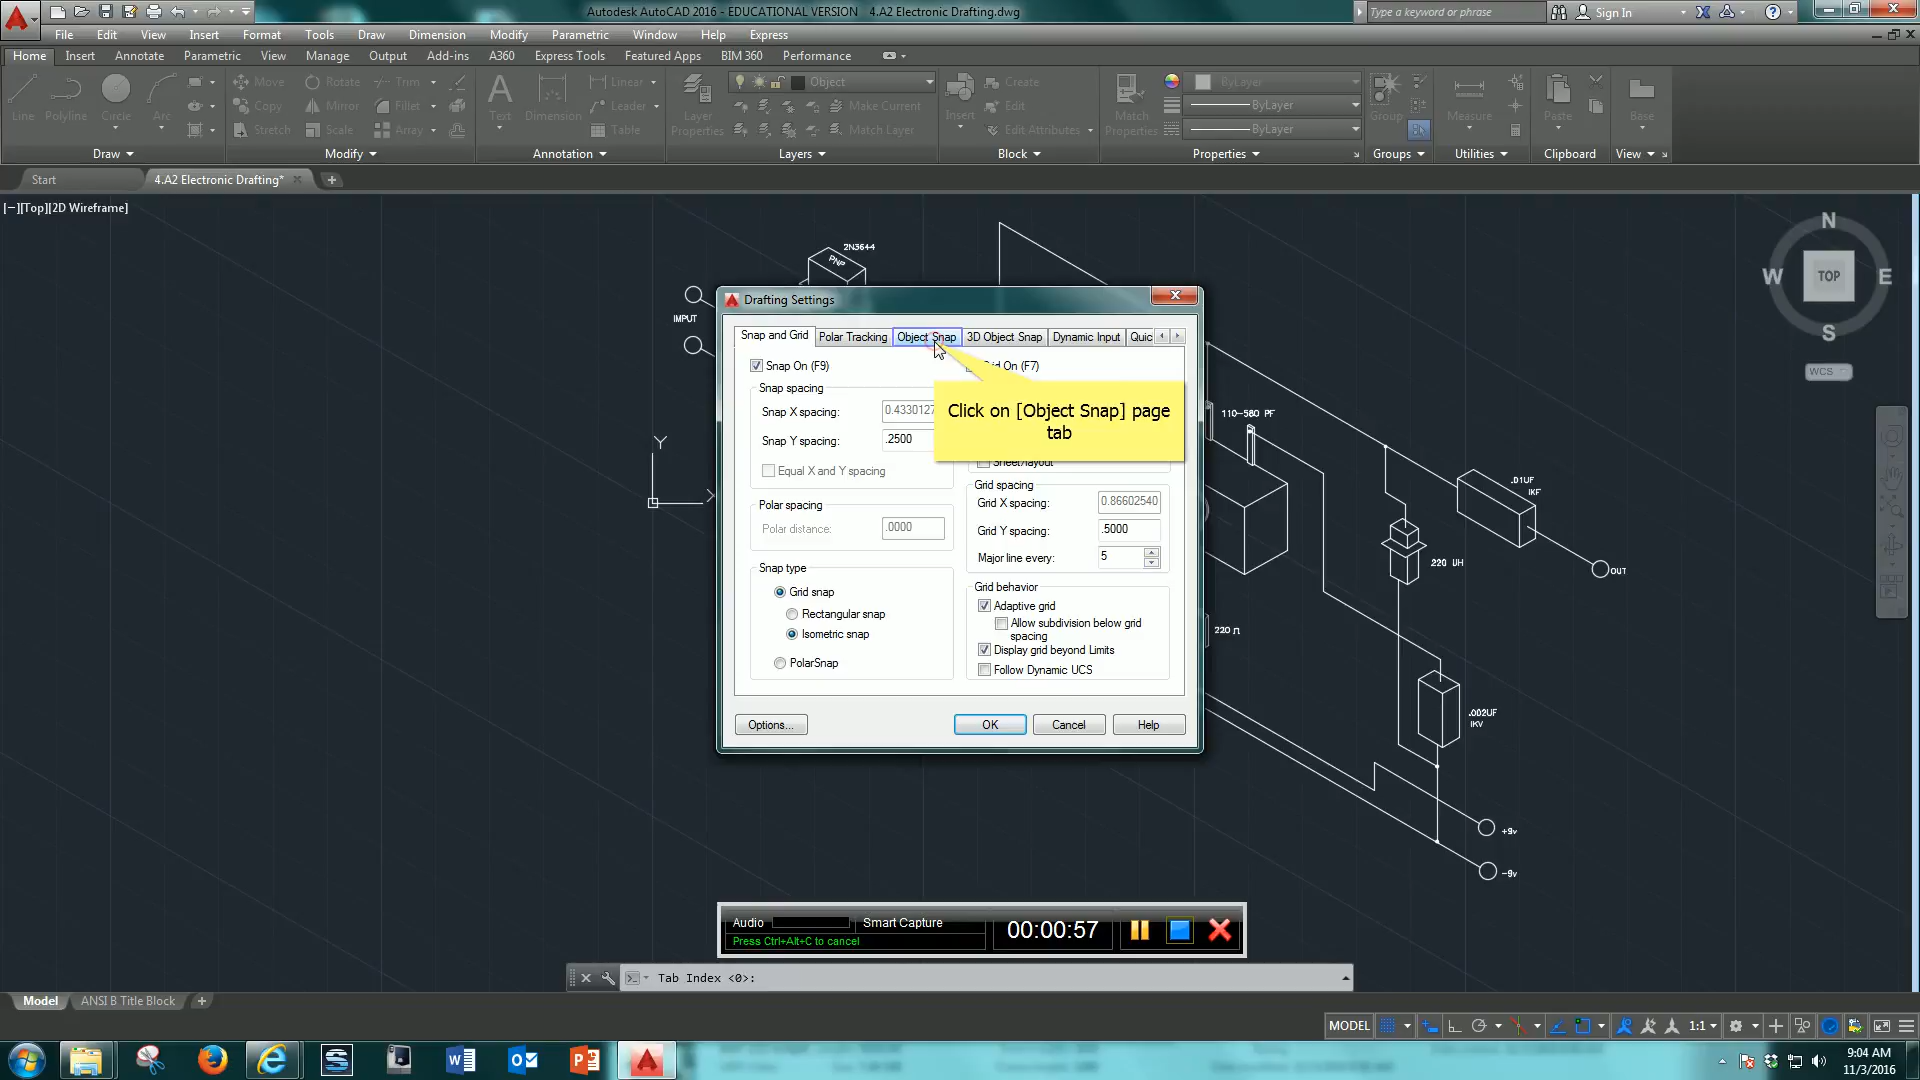 Autodesk AutoCAD 2016 - EDUCATIONAL VERSION 4.A2 Electronic Drafting.dwg
Type a keyword or phrase
Sign In
File Edit View Insert Format Tools Draw Dimension Modify Parametric Window Help Express
Home Insert Annotate Parametric View Manage Output Add-ins A360 Express Tools Featured Apps BIM 360 Performance
Line Polyline Circle Arc
Move Rotate Trim
Copy Mirror Fillet
Stretch Scale Array
Text Dimension
Linear
Leader
Table
Layer Properties
Object
Make Current
Match Layer
Insert
Create
Edit
Edit Attributes
Match Properties
ByLayer
ByLayer
ByLayer
Group
Measure
Paste
Base
Draw Modify Annotation Layers Block Properties Groups Utilities Clipboard View
Start
4.A2 Electronic Drafting*
[−][Top][2D Wireframe]
N
W TOP E
S
WCS
2N3644
PNP
IMPUT
110-580 PF
.01UF
IKF
220 UH
OUT
220 Л
.002UF
IKV
+9v
-9v
Y
X
Drafting Settings
Snap and Grid Polar Tracking Object Snap 3D Object Snap Dynamic Input Quic
Snap On (F9)
Grid On (F7)
Snap spacing
Snap X spacing: 0.4330127
Snap Y spacing: .2500
Equal X and Y spacing
Click on [Object Snap] page
tab
Sheet/layout
Polar spacing
Polar distance: .0000
Grid spacing
Grid X spacing: 0.86602540
Grid Y spacing: .5000
Major line every: 5
Snap type
Grid snap
Rectangular snap
Isometric snap
PolarSnap
Grid behavior
Adaptive grid
Allow subdivision below grid
spacing
Display grid beyond Limits
Follow Dynamic UCS
Options... OK Cancel Help
Audio Smart Capture
Press Ctrl+Alt+C to cancel
00:00:57
Tab Index <0>:
Model ANSI B Title Block
MODEL
1:1
9:04 AM
11/3/2016